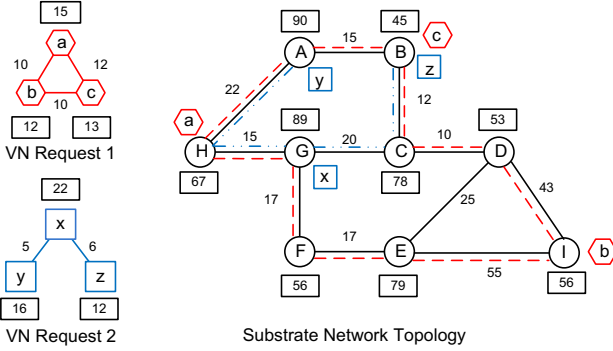 15
a
10 12
b c
10
12 13
VN Request 1
22
x
5 6
y z
16 12
VN Request 2
90 45
15 c
A B
y z
22 12
a 89 53
15 20 10
H G C D
67 x 78
17 25 43
17
F E I b
55
56 79 56
Substrate Network Topology